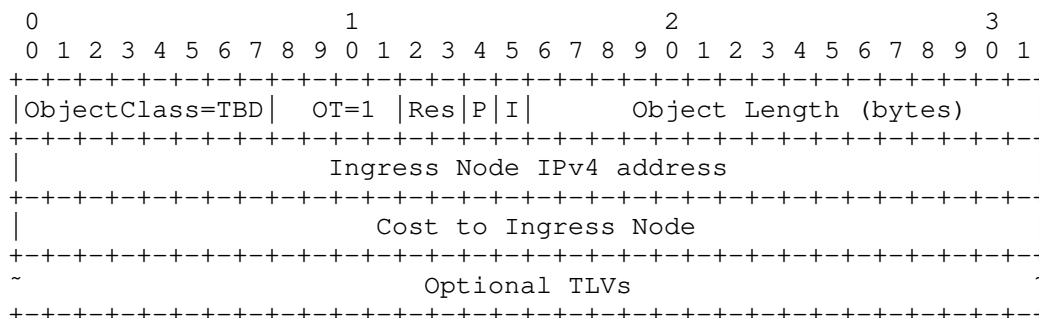 0                   1                   2                   3
 0 1 2 3 4 5 6 7 8 9 0 1 2 3 4 5 6 7 8 9 0 1 2 3 4 5 6 7 8 9 0 1
+-+-+-+-+-+-+-+-+-+-+-+-+-+-+-+-+-+-+-+-+-+-+-+-+-+-+-+-+-+-+-+-
|ObjectClass=TBD|  OT=1 |Res|P|I|      Object Length (bytes)
+-+-+-+-+-+-+-+-+-+-+-+-+-+-+-+-+-+-+-+-+-+-+-+-+-+-+-+-+-+-+-+-
|                   Ingress Node IPv4 address
+-+-+-+-+-+-+-+-+-+-+-+-+-+-+-+-+-+-+-+-+-+-+-+-+-+-+-+-+-+-+-+-
|                      Cost to Ingress Node
+-+-+-+-+-+-+-+-+-+-+-+-+-+-+-+-+-+-+-+-+-+-+-+-+-+-+-+-+-+-+-+-
~                         Optional TLVs                         ~
+-+-+-+-+-+-+-+-+-+-+-+-+-+-+-+-+-+-+-+-+-+-+-+-+-+-+-+-+-+-+-+-